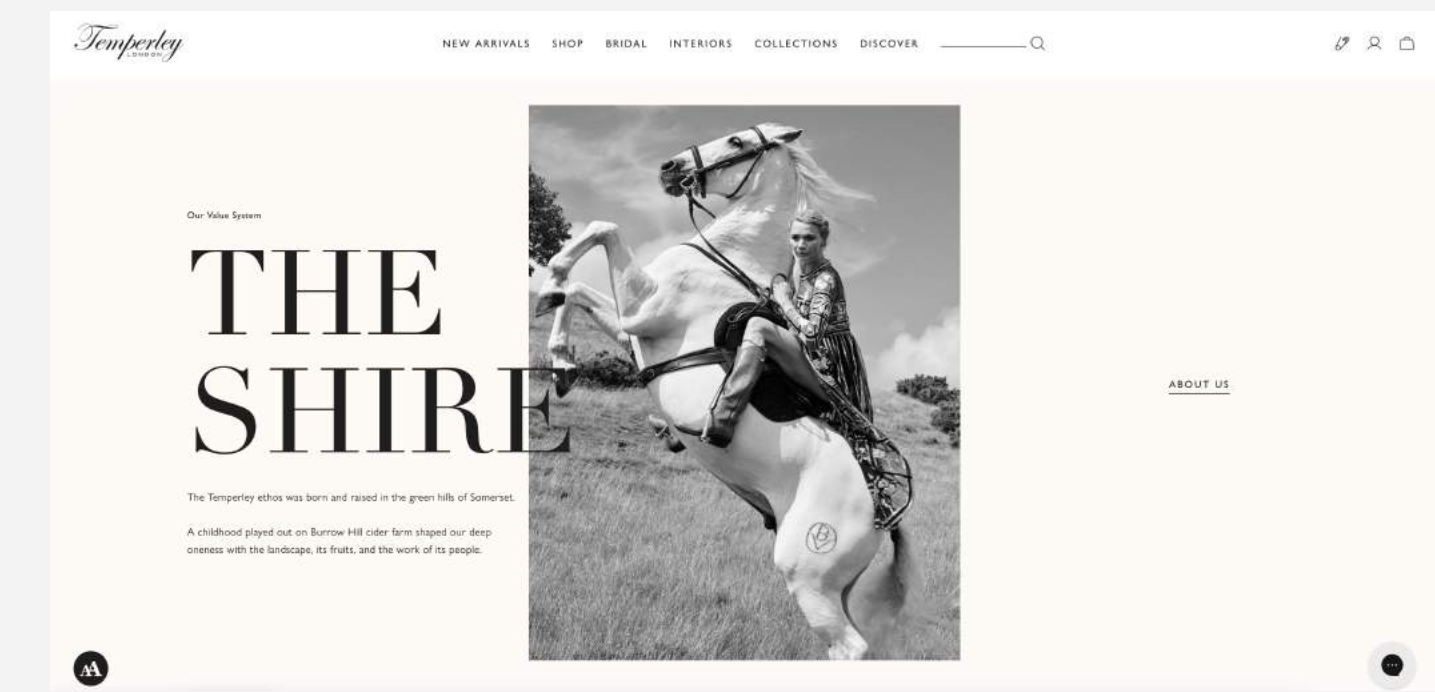 Temperley
LONDON
NEW ARRIVALS SHOP BRIDAL INTERIORS COLLECTIONS DISCOVER
Our Value System
THE
SHIRE
The Temperley ethos was born and raised in the green hills of Somerset.
A childhood played out on Burrow Hill cider farm shaped our deep
oneness with the landscape, its fruits, and the work of its people.
ABOUT US
AA